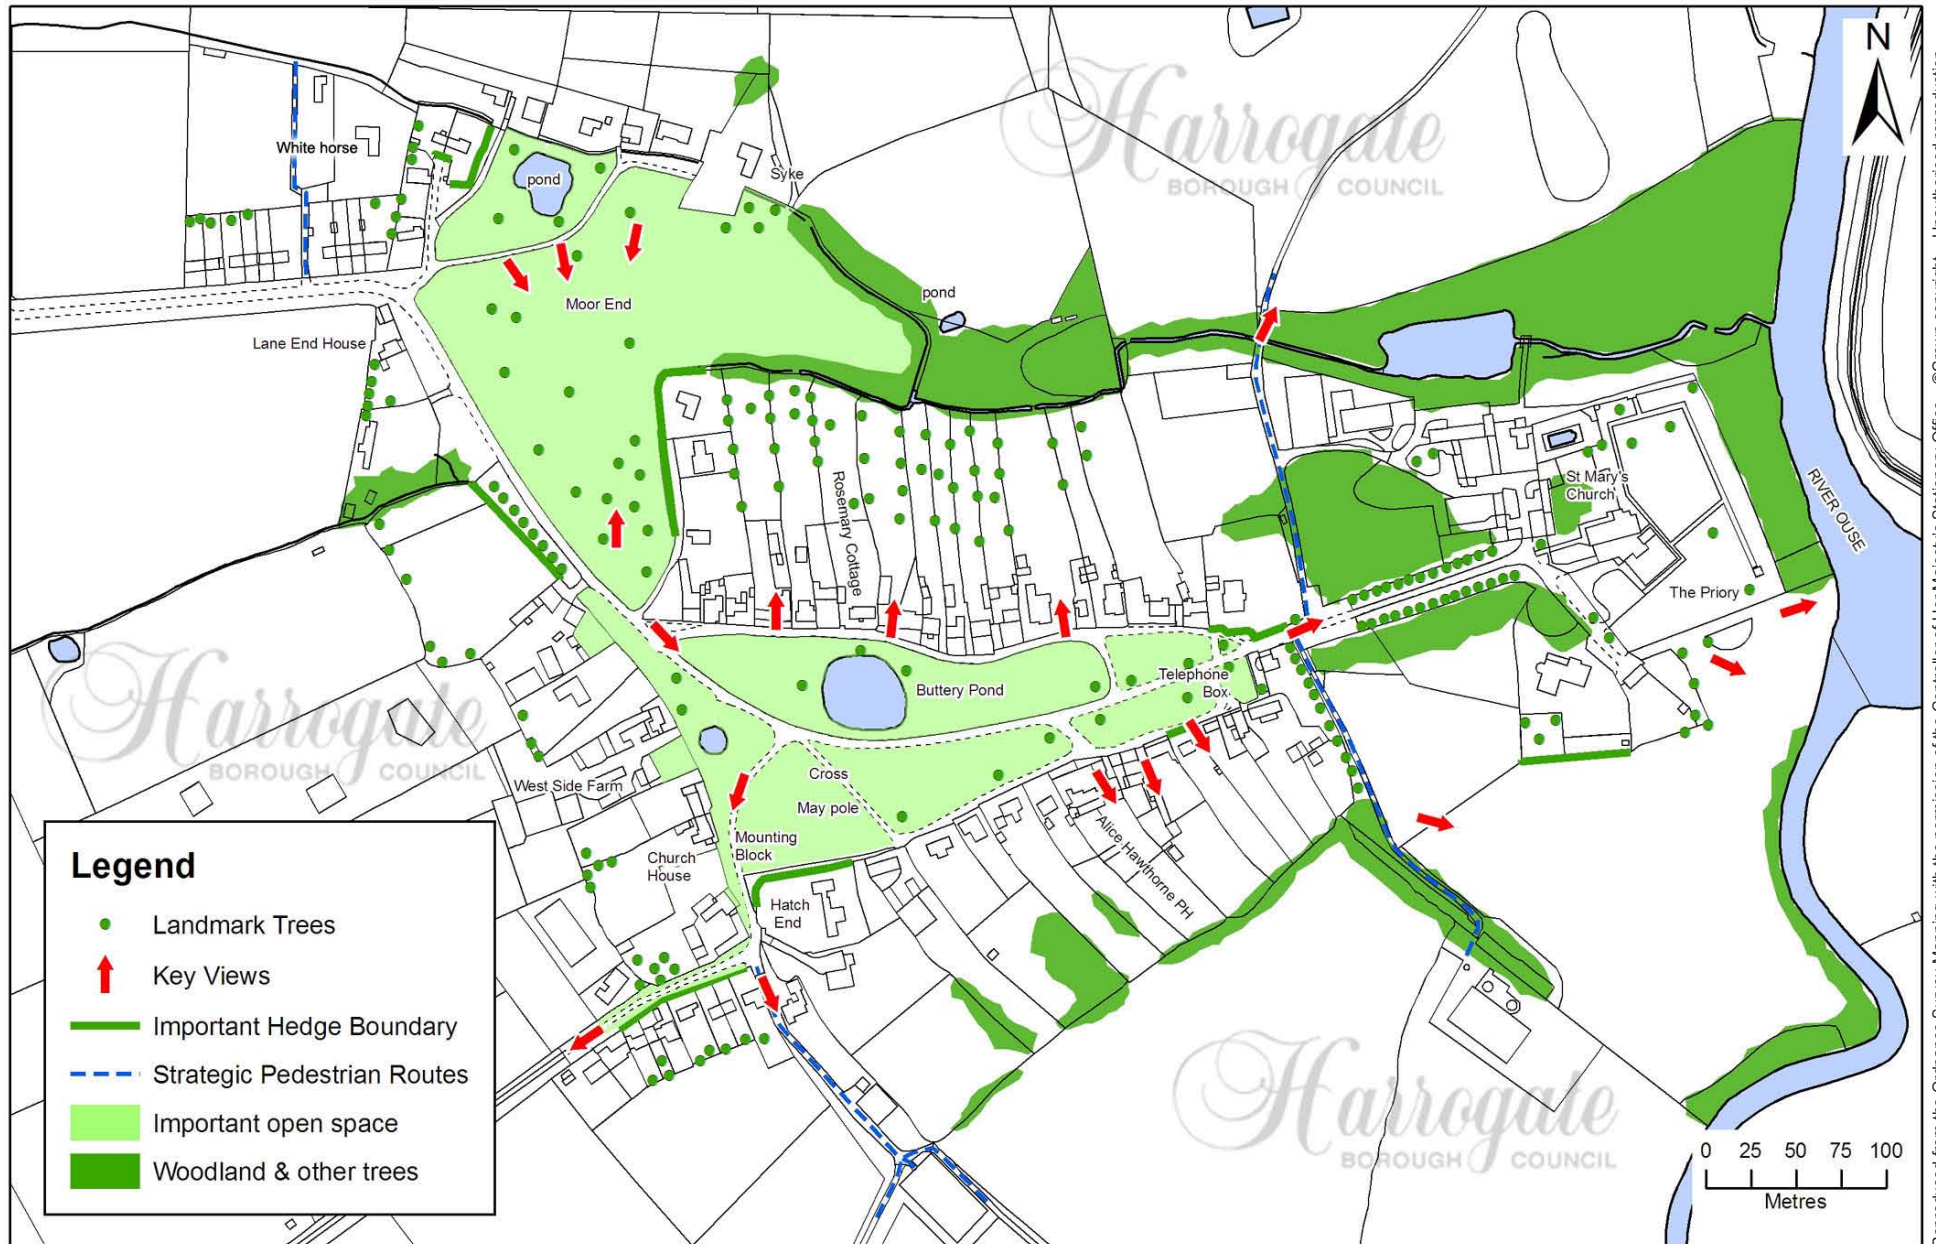 Harrogate
BOROUGH COUNCIL
N
White horse
pond
Syke
Moor End
pond
Lane End House
Rosemary Cottage
St Mary's
Church
RIVER OUSE
The Priory
Harrogate
BOROUGH COUNCIL
Buttery Pond
Telephone
Box
Cross
May pole
West Side Farm
Mounting
Block
Church
House
Alice Hawthorne PH
Hatch
End
Legend
Landmark Trees
Key Views
Important Hedge Boundary
Strategic Pedestrian Routes
Important open space
Woodland & other trees
Harrogate
BOROUGH COUNCIL
0 25 50 75 100
Metres